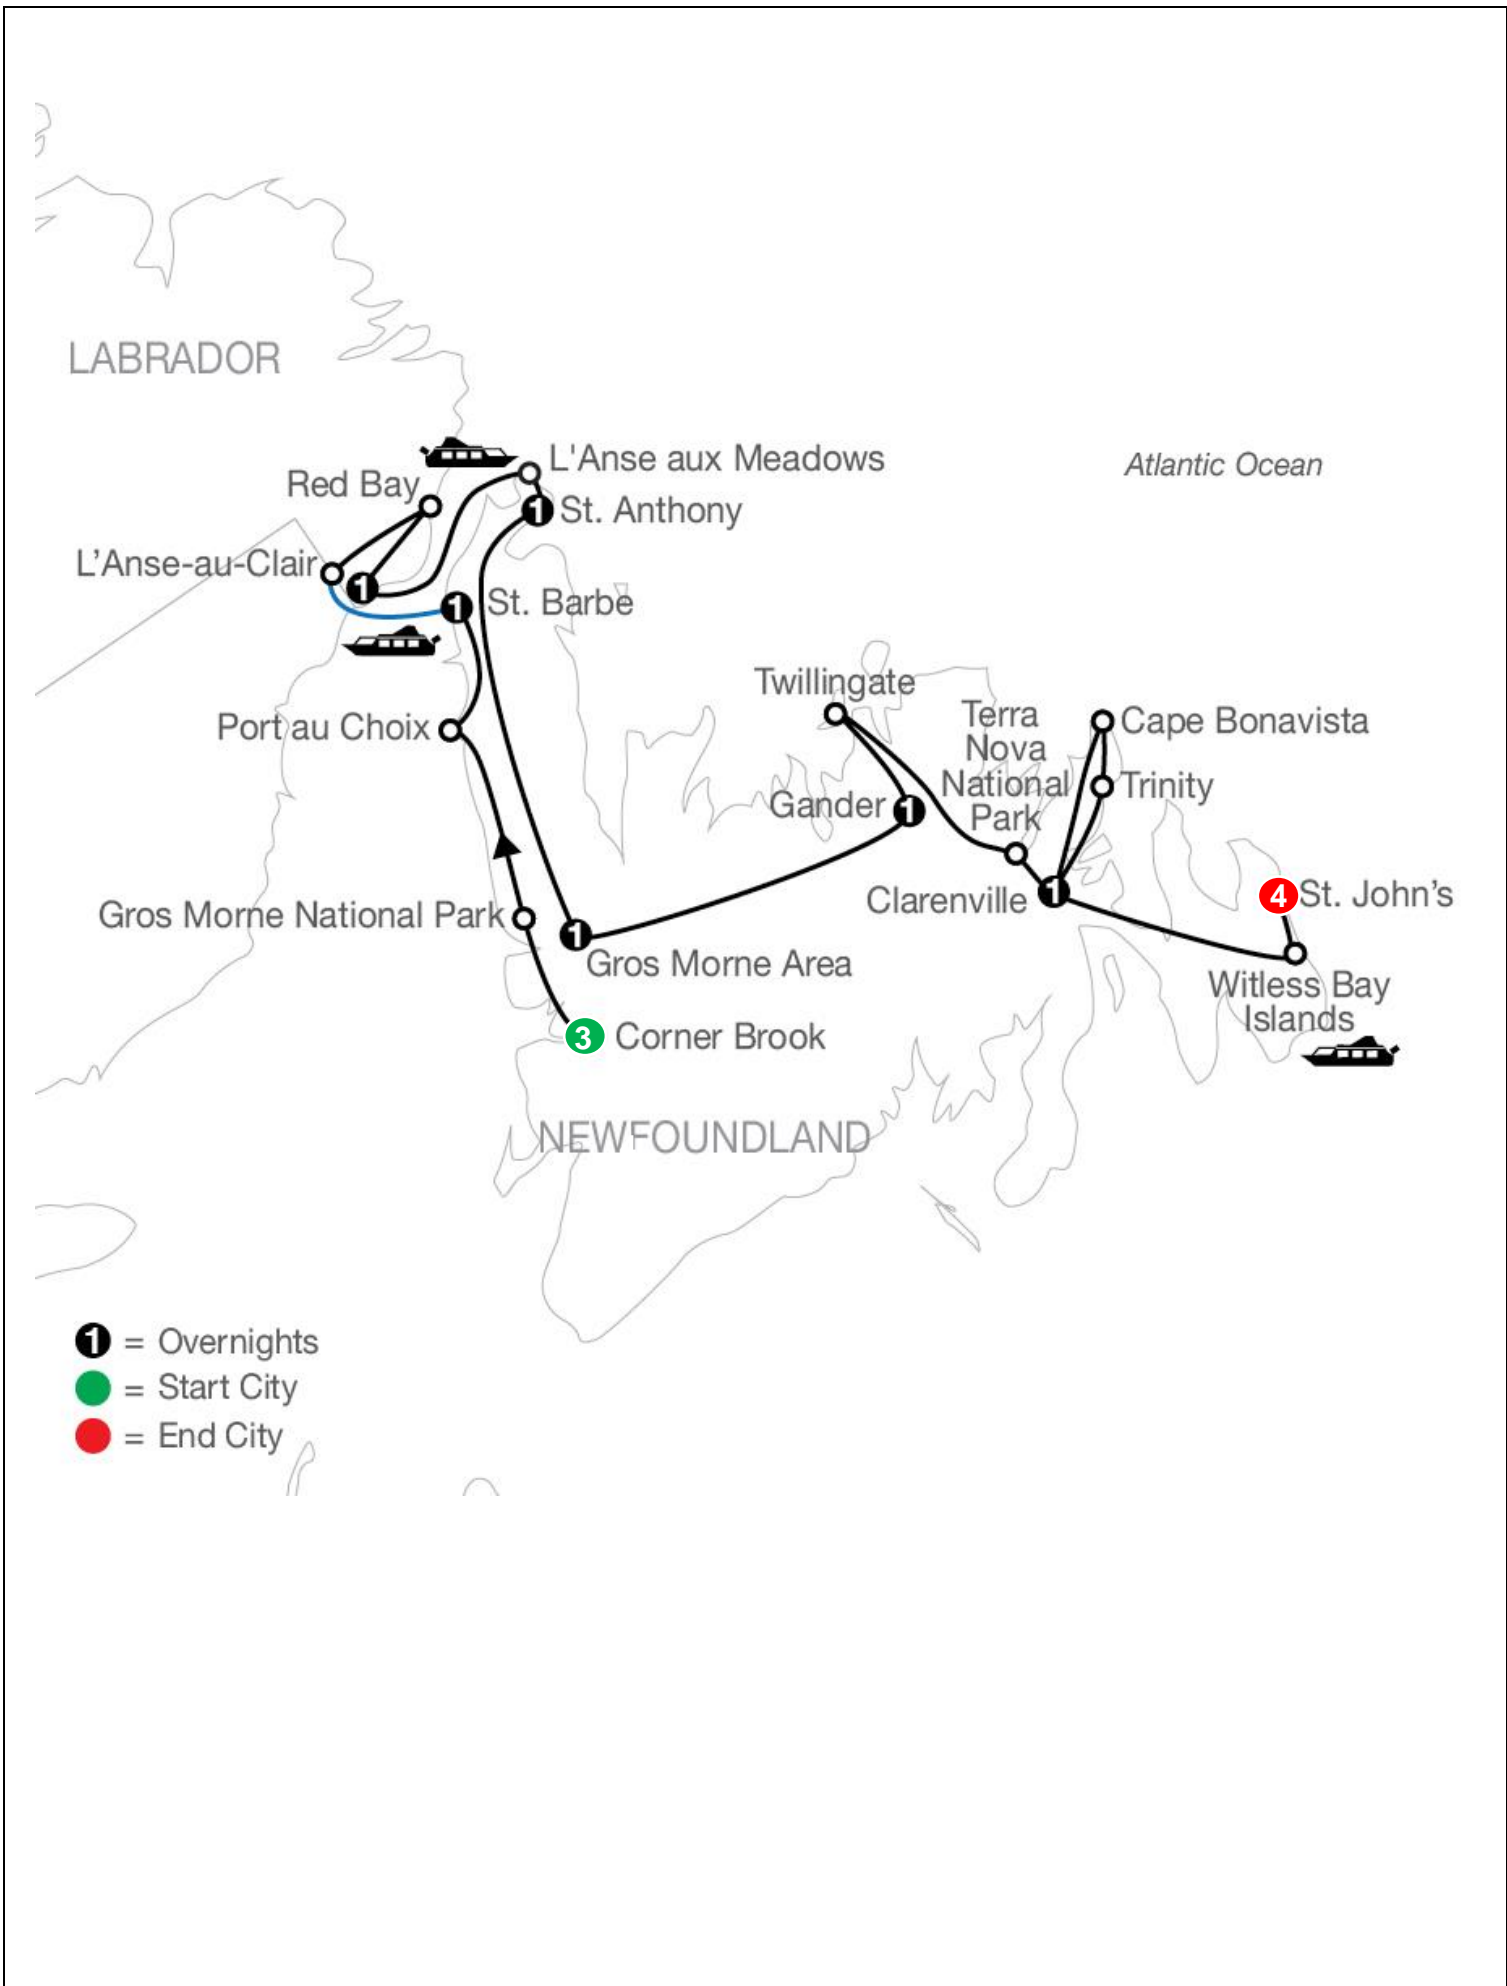 LABRADOR
L'Anse aux Meadows
Atlantic Ocean
Red Bay
1
St. Anthony
L’Anse-au-Clair
1
1
St. Barbe
Twillingate
Port au Choix
Terra
Nova
National
Park
Cape Bonavista
Trinity
Gander
1
Clarenville
1
4
St. John’s
Gros Morne National Park
1
Gros Morne Area
Witless Bay
Islands
3
Corner Brook
NEWFOUNDLAND
1 = Overnights
= Start City
= End City